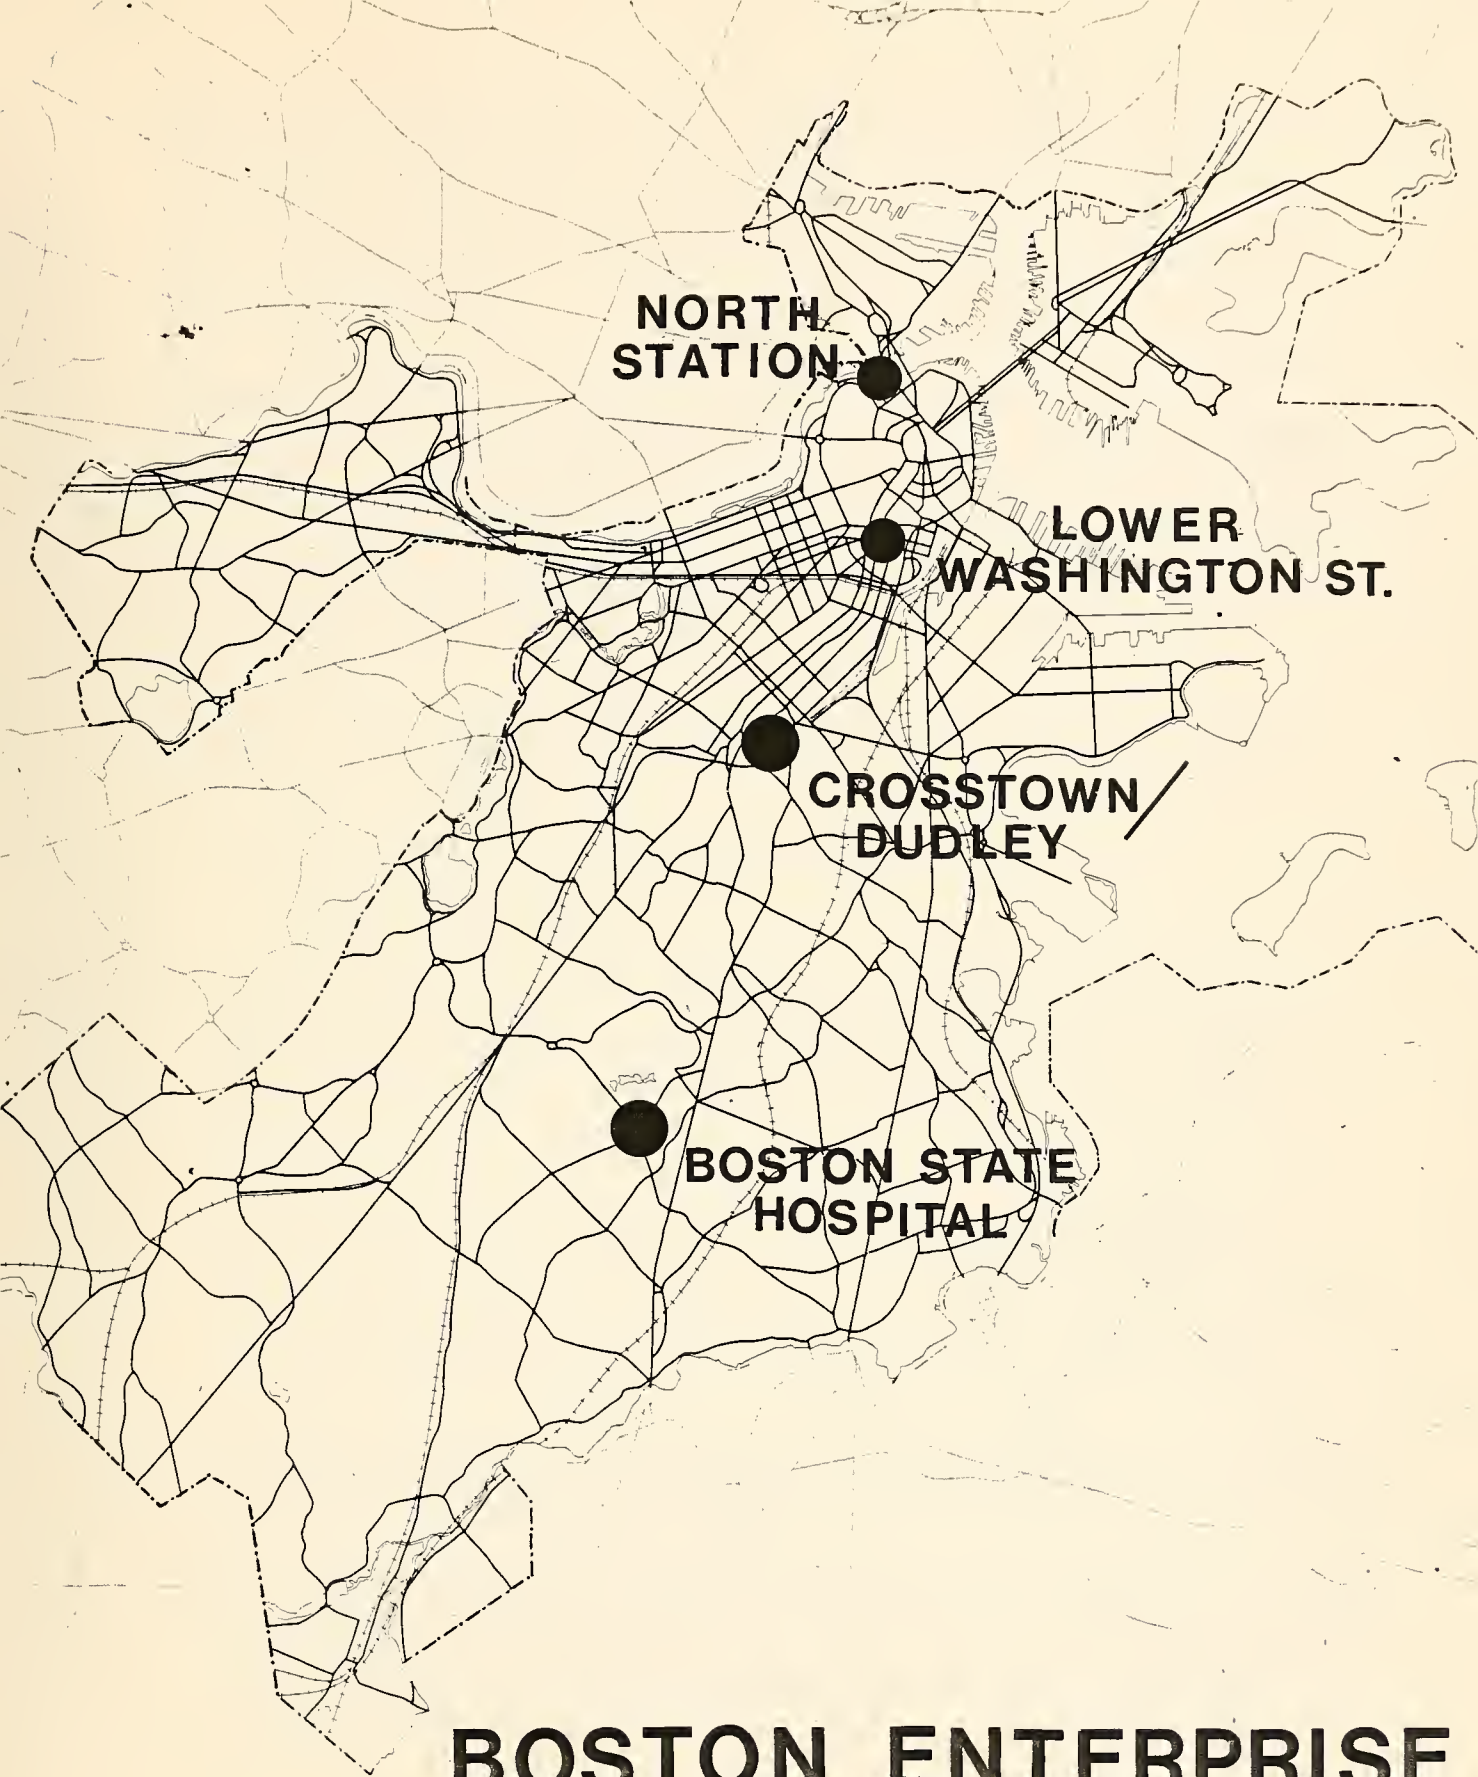 NORTH
STATION
LOWER
WASHINGTON ST.
CROSSTOWN/
DUDLEY
BOSTON STATE
HOSPITAL
BOSTON ENTERPRISE